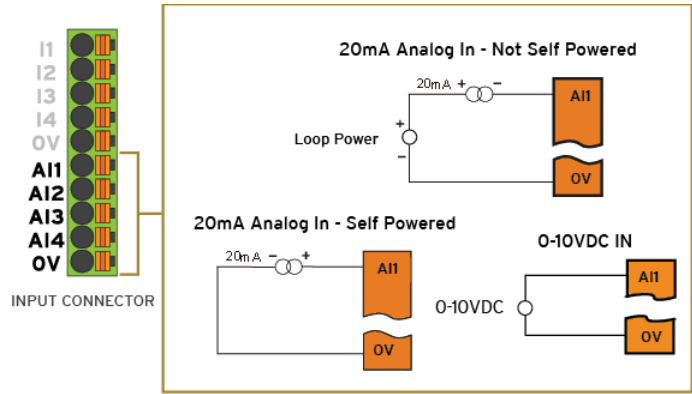 I1
I2
I3
I4
0V
AI1
AI2
AI3
AI4
0V
INPUT CONNECTOR
20mA Analog In - Not Self Powered
20mA + −
AI1
+
Loop Power
−
0V
20mA Analog In - Self Powered
20mA − +
AI1
0V
0-10VDC IN
AI1
0-10VDC
0V